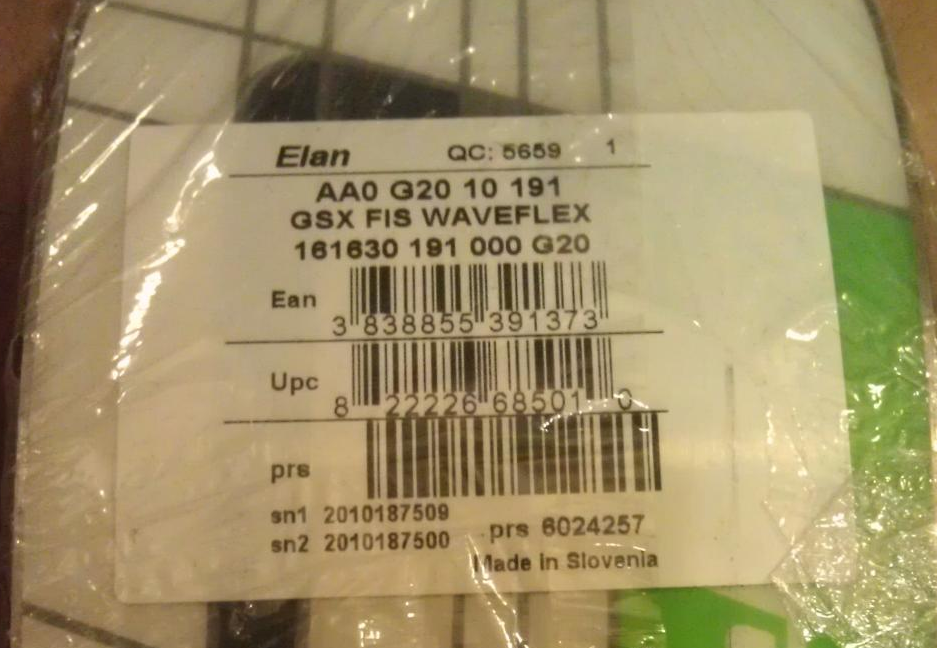 Elan QC: 5659 1
AA0 G20 10 191
GSX FIS WAVEFLEX
161630 191 000 G20
Ean
3 838855 391373
Upc
8 22226 68501 0
prs
sn1 2010187509
sn2 2010187500 prs 6024257
Made in Slovenia